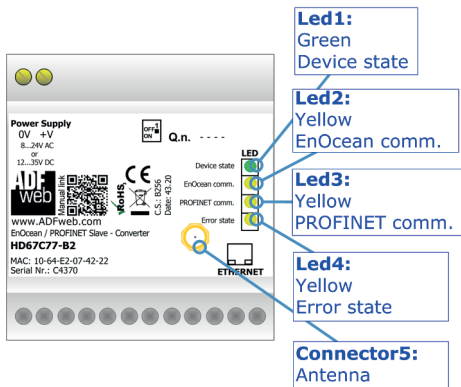 Led1:
Green
Device state
Led2:
Yellow
EnOcean comm.
Led3:
Yellow
PROFINET comm.
Led4:
Yellow
Error state
Connector5:
Antenna
Power Supply
0V +V
8...24V AC
or
12...35V DC
OFF
ON
1
Q.n. - - - -
LED
Device state
EnOcean comm.
PROFINET comm.
Error state
ADF
web
Manual link
RoHS
CE
C.S.: B256
Date: 43.20
www.ADFweb.com
EnOcean / PROFINET Slave - Converter
HD67C77-B2
MAC: 10-64-E2-07-42-22
Serial Nr.: C4370
ETHERNET